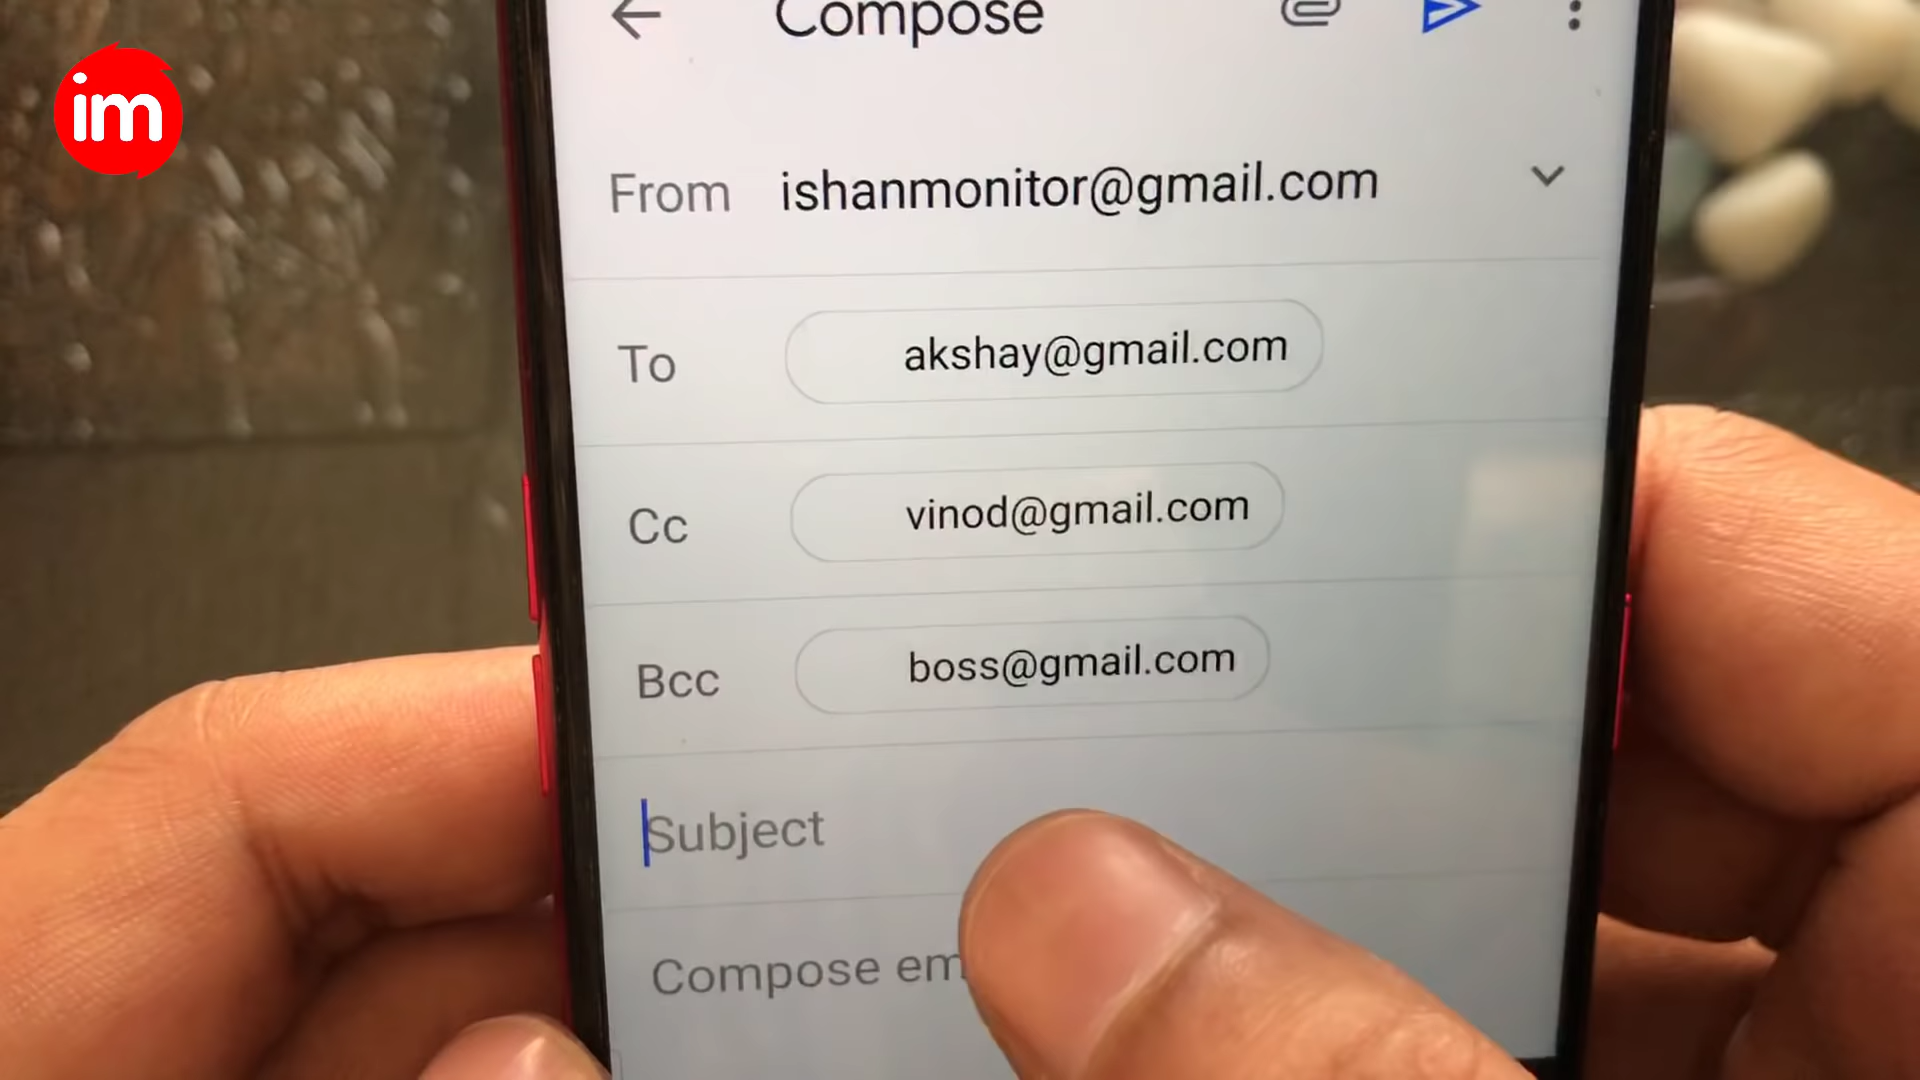 im
Compose
From ishanmonitor@gmail.com
To akshay@gmail.com
Cc vinod@gmail.com
Bcc boss@gmail.com
Subject
Compose em